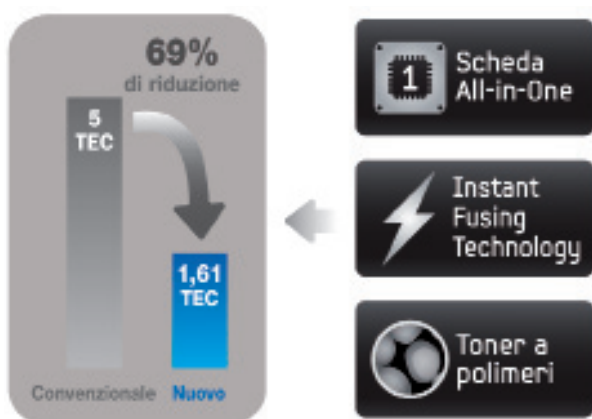 69%
di riduzione
5
TEC
1,61
TEC
Convenzionale Nuovo
1
Scheda
All-in-One
Instant
Fusing
Technology
Toner a
polimeri